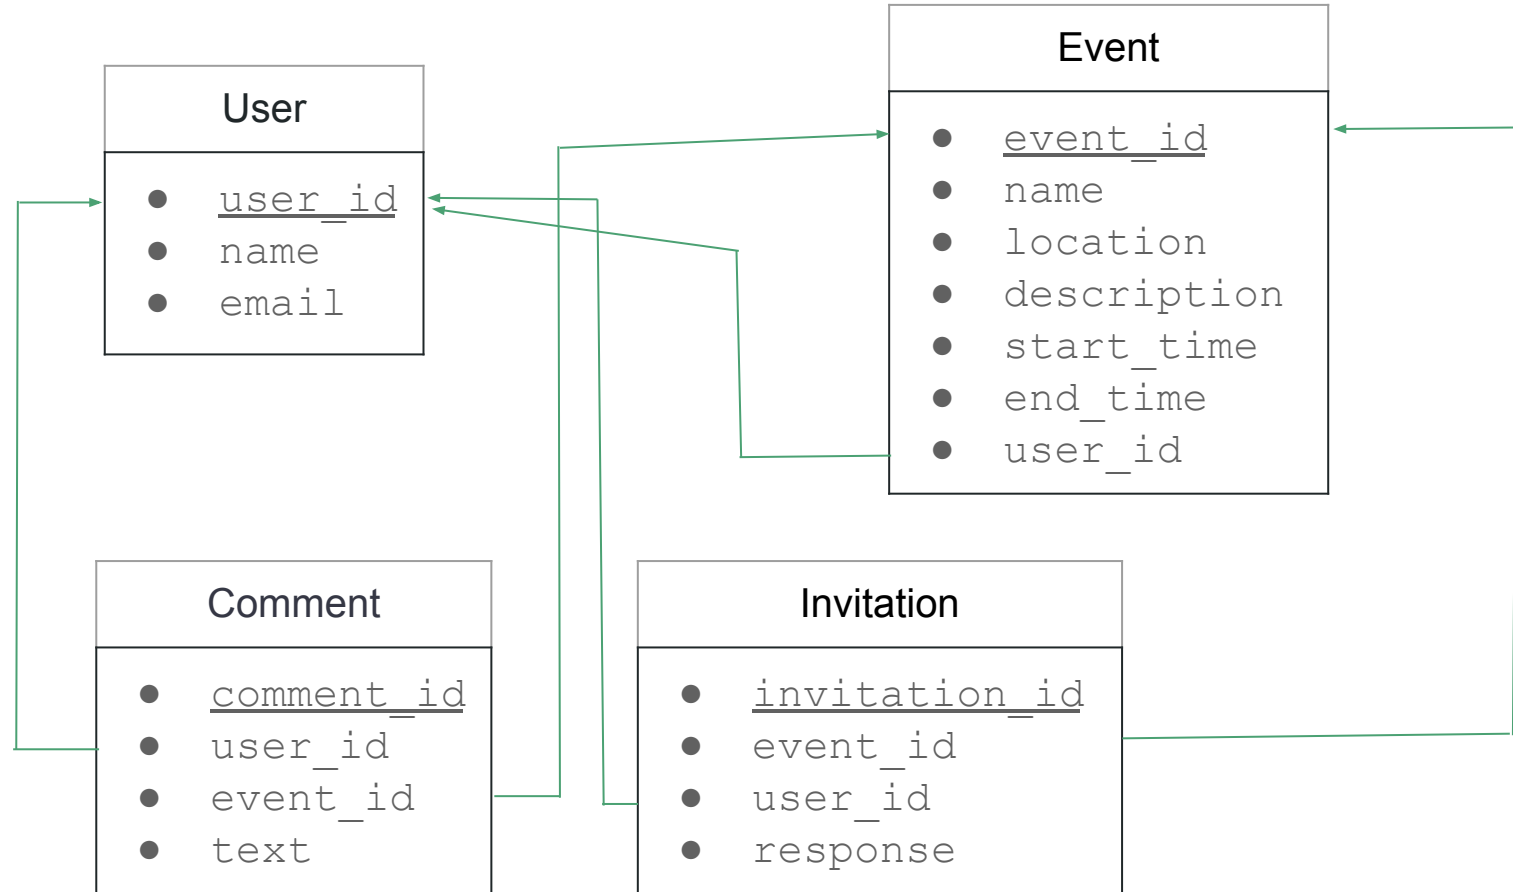 User
● user_id
● name
● email
Event
● event_id
● name
● location
● description
● start_time
● end_time
● user_id
Comment
● comment_id
● user_id
● event_id
● text
Invitation
● invitation_id
● event_id
● user_id
● response